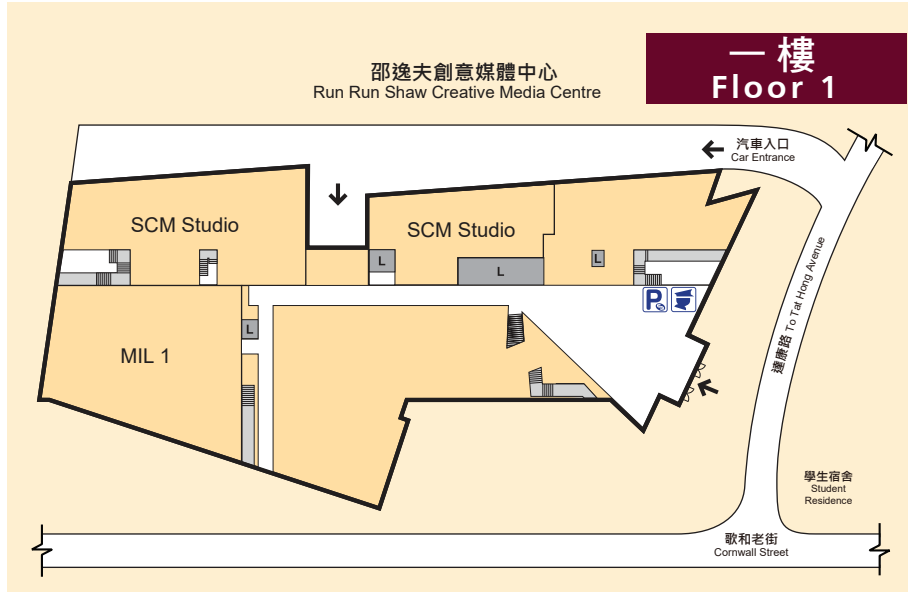 一樓
Floor 1
邵逸夫創意媒體中心
Run Run Shaw Creative Media Centre
汽車入口
Car Entrance
SCM Studio
SCM Studio
L
L
L
達康路 To Tat Hong Avenue
P
L
MIL 1
學生宿舍
Student
Residence
歌和老街
Cornwall Street